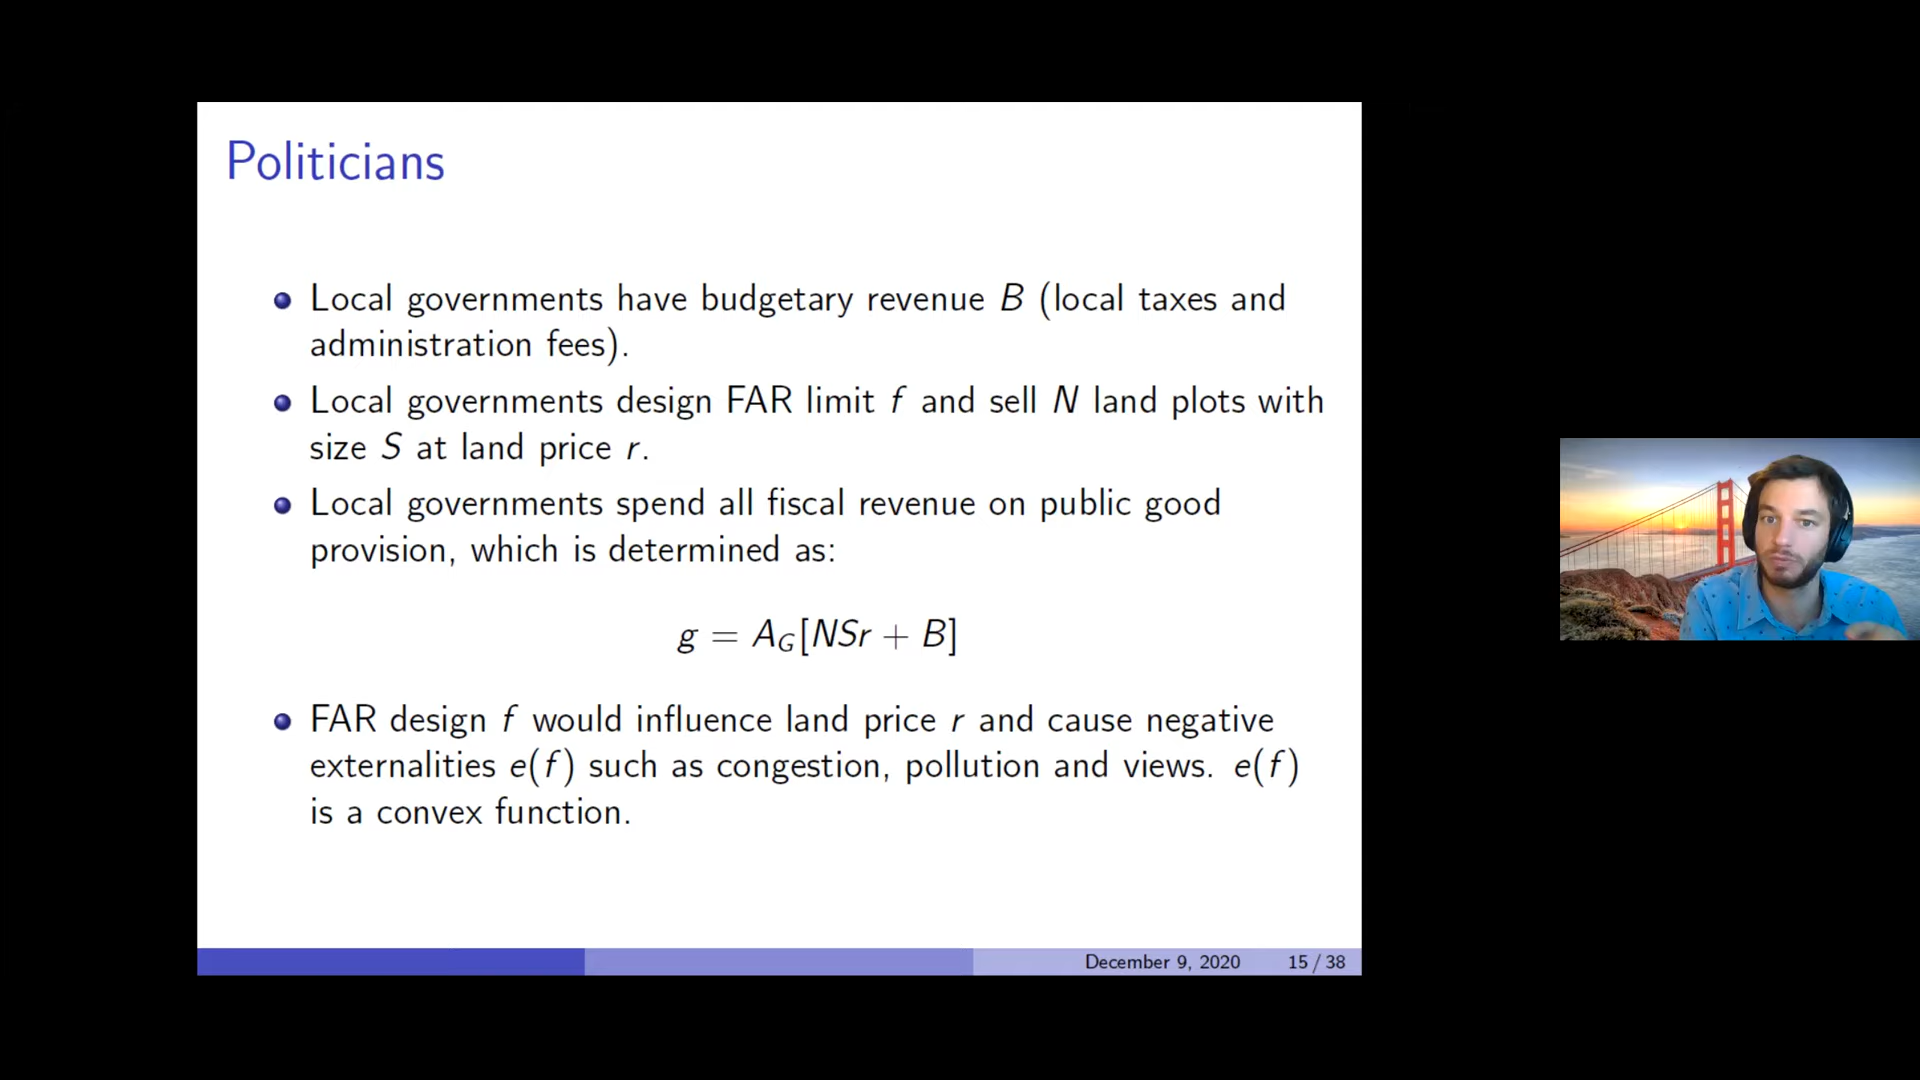 Politicians
Local governments have budgetary revenue B (local taxes and
administration fees).
Local governments design FAR limit f and sell N land plots with
size S at land price r.
Local governments spend all fiscal revenue on public good
provision, which is determined as:
g = A_G[NSr + B]
FAR design f would influence land price r and cause negative
externalities e(f) such as congestion, pollution and views. e(f)
is a convex function.
December 9, 2020 15 / 38